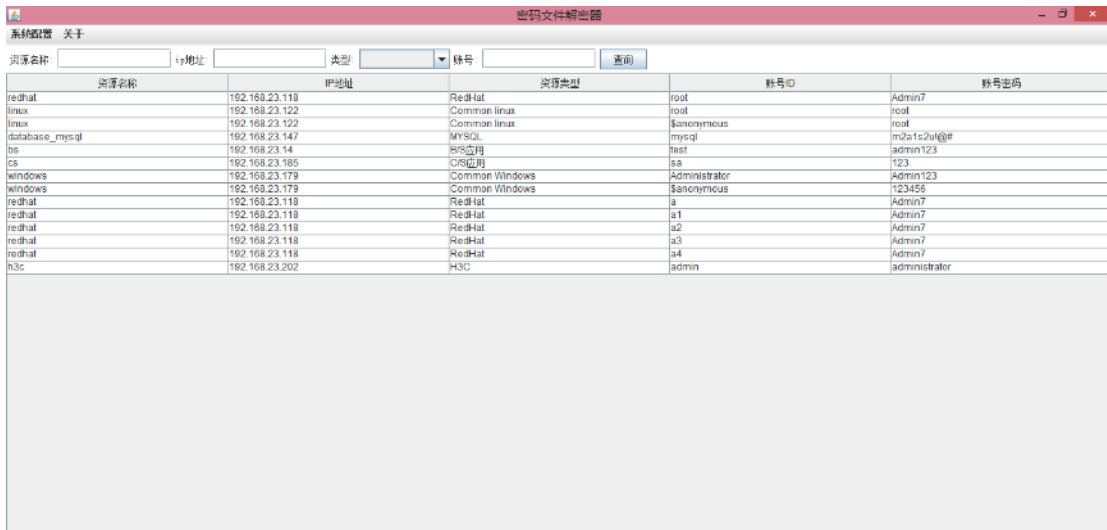 密码文件解密器
系统配置 关于
资源名称: ip地址: 类型: 账号: 查询
资源名称 IP地址 资源类型 账号ID 账号密码
redhat 192.168.23.118 RedHat root Admin7
linux 192.168.23.122 Common linux root root
linux 192.168.23.122 Common linux $anonymous root
database_mysql 192.168.23.147 MYSQL mysql m2a1s2u!@#
bs 192.168.23.14 B/S应用 test admin123
cs 192.168.23.185 C/S应用 sa 123
windows 192.168.23.179 Common Windows Administrator Admin123
windows 192.168.23.179 Common Windows $anonymous 123456
redhat 192.168.23.118 RedHat a Admin7
redhat 192.168.23.118 RedHat a1 Admin7
redhat 192.168.23.118 RedHat a2 Admin7
redhat 192.168.23.118 RedHat a3 Admin7
redhat 192.168.23.118 RedHat a4 Admin7
h3c 192.168.23.202 H3C admin administrator